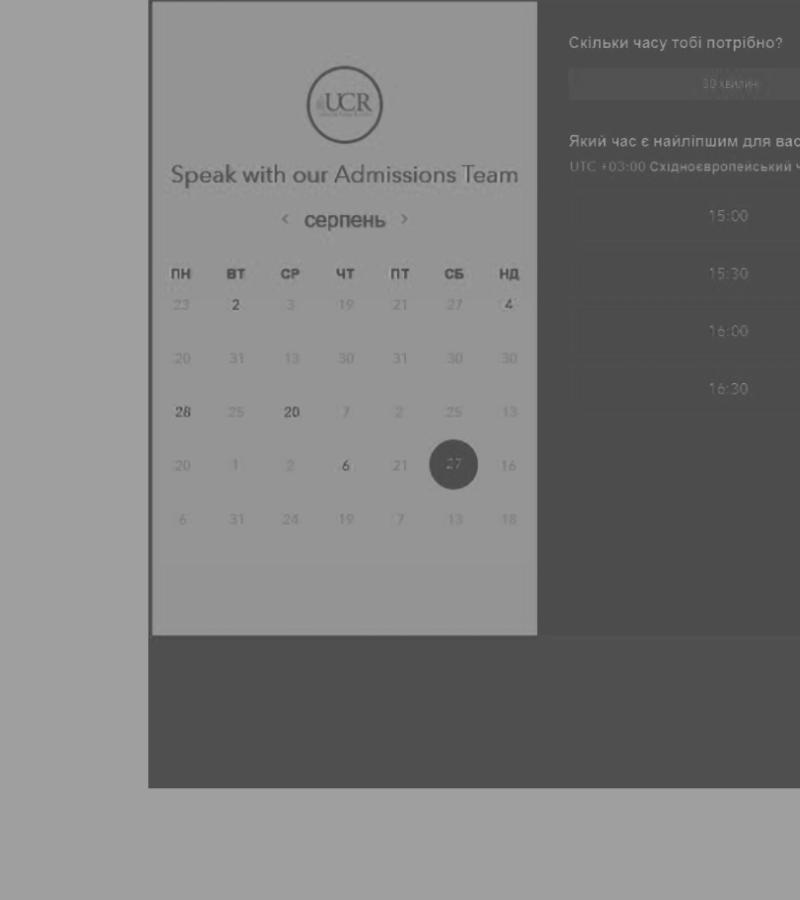 UCR
Speak with our Admissions Team
‹ серпень ›
ПН ВТ СР ЧТ ПТ СБ НД
23 2 3 19 21 27 4
20 31 13 30 31 30 30
28 25 20 7 2 25 13
20 1 2 6 21 27 16
6 31 24 19 7 13 18
Скільки часу тобі потрібно?
30 хвилин
Який час є найліпшим для вас
UTC +03:00 Східноєвропейський ч
15:00
15:30
16:00
16:30